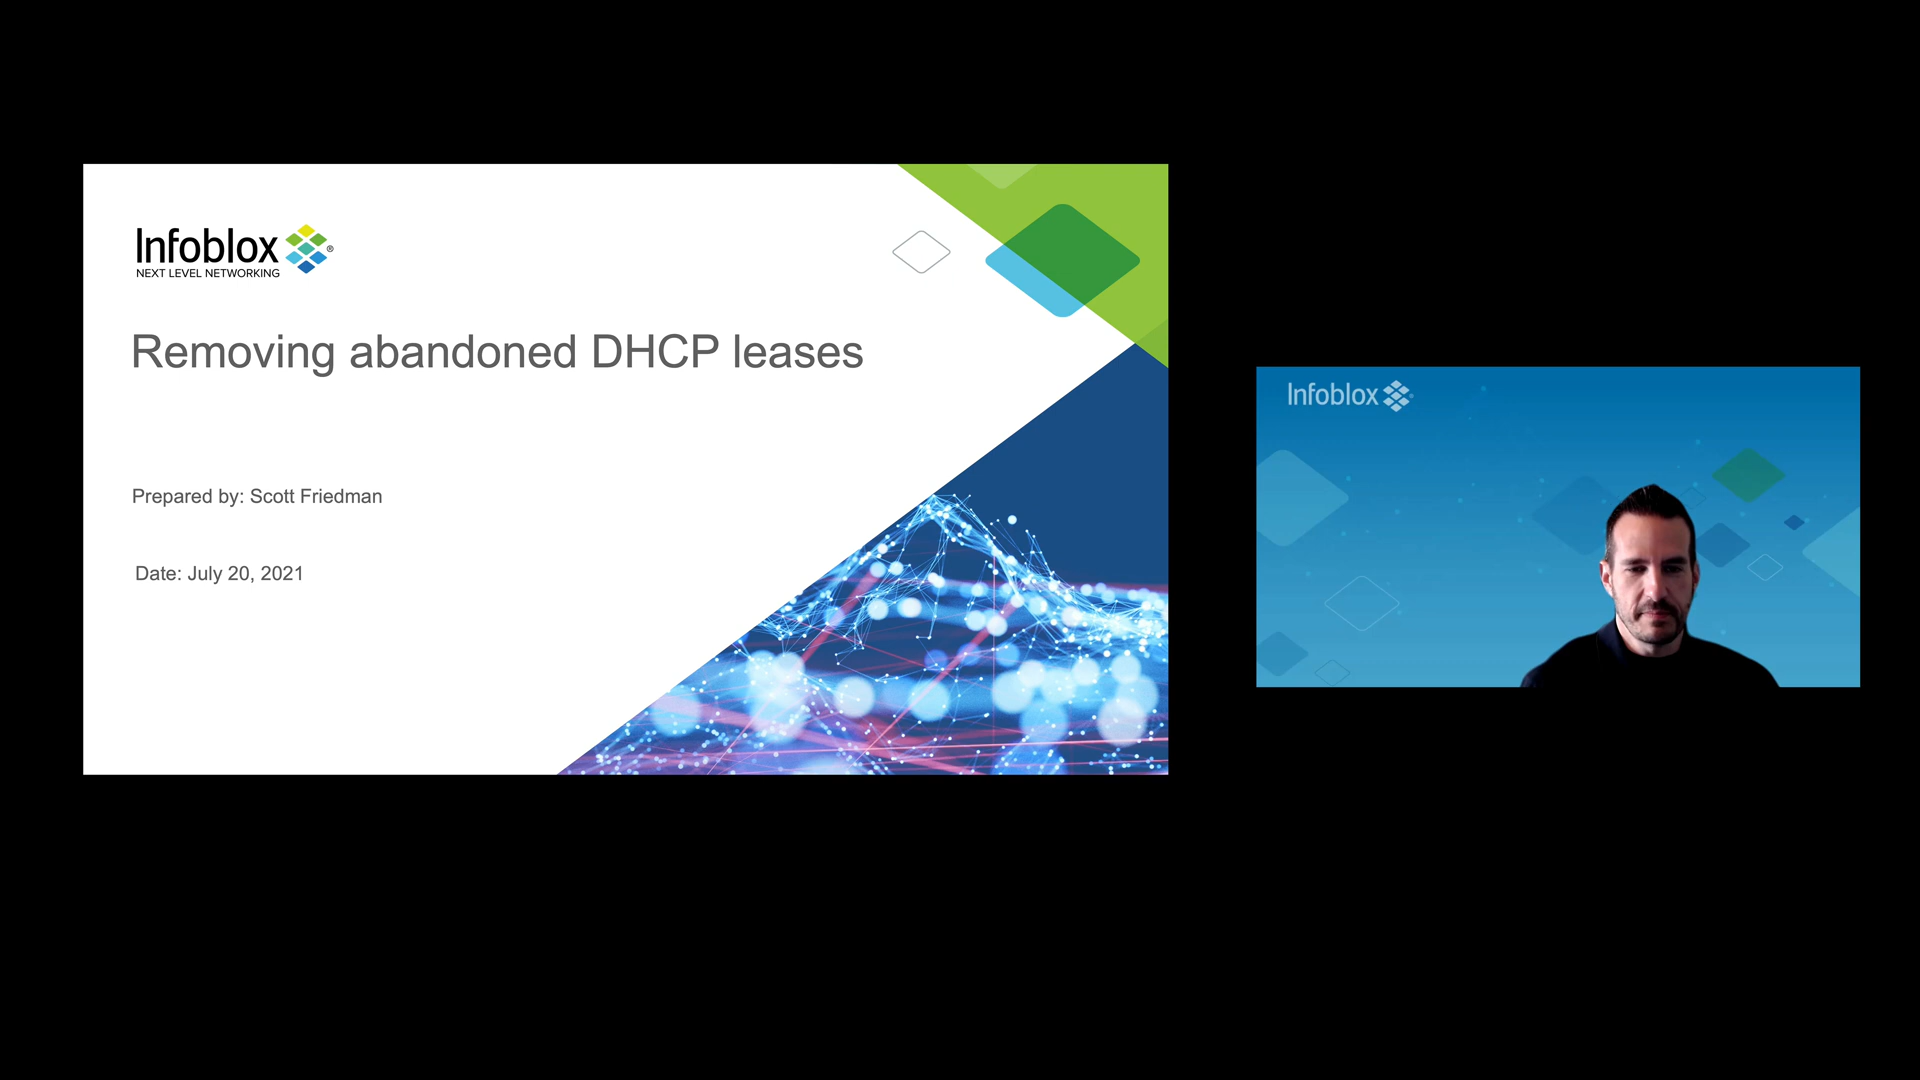 Infoblox
NEXT LEVEL NETWORKING
Removing abandoned DHCP leases
Prepared by: Scott Friedman
Date: July 20, 2021
Infoblox